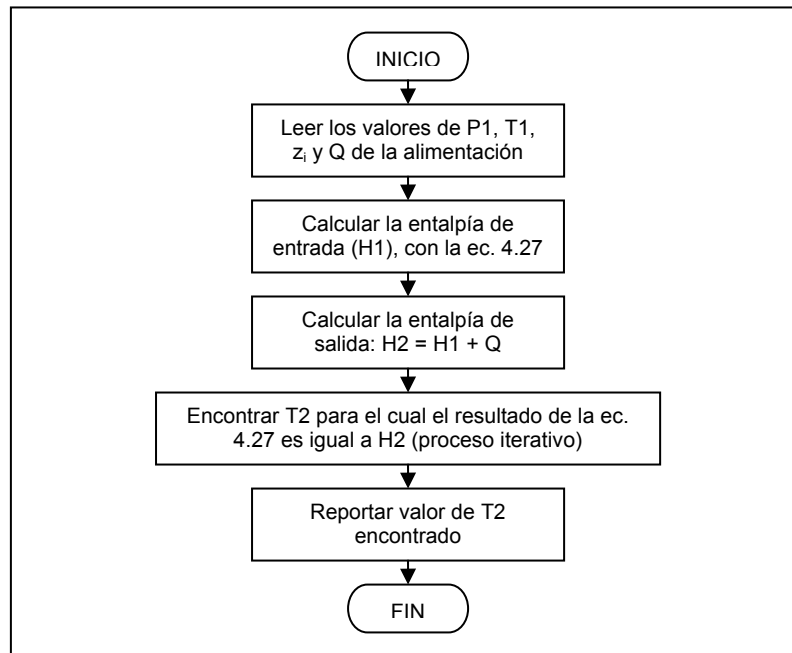 INICIO
Leer los valores de P1, T1,
zᵢ y Q de la alimentación
Calcular la entalpía de
entrada (H1), con la ec. 4.27
Calcular la entalpía de
salida: H2 = H1 + Q
Encontrar T2 para el cual el resultado de la ec.
4.27 es igual a H2 (proceso iterativo)
Reportar valor de T2
encontrado
FIN